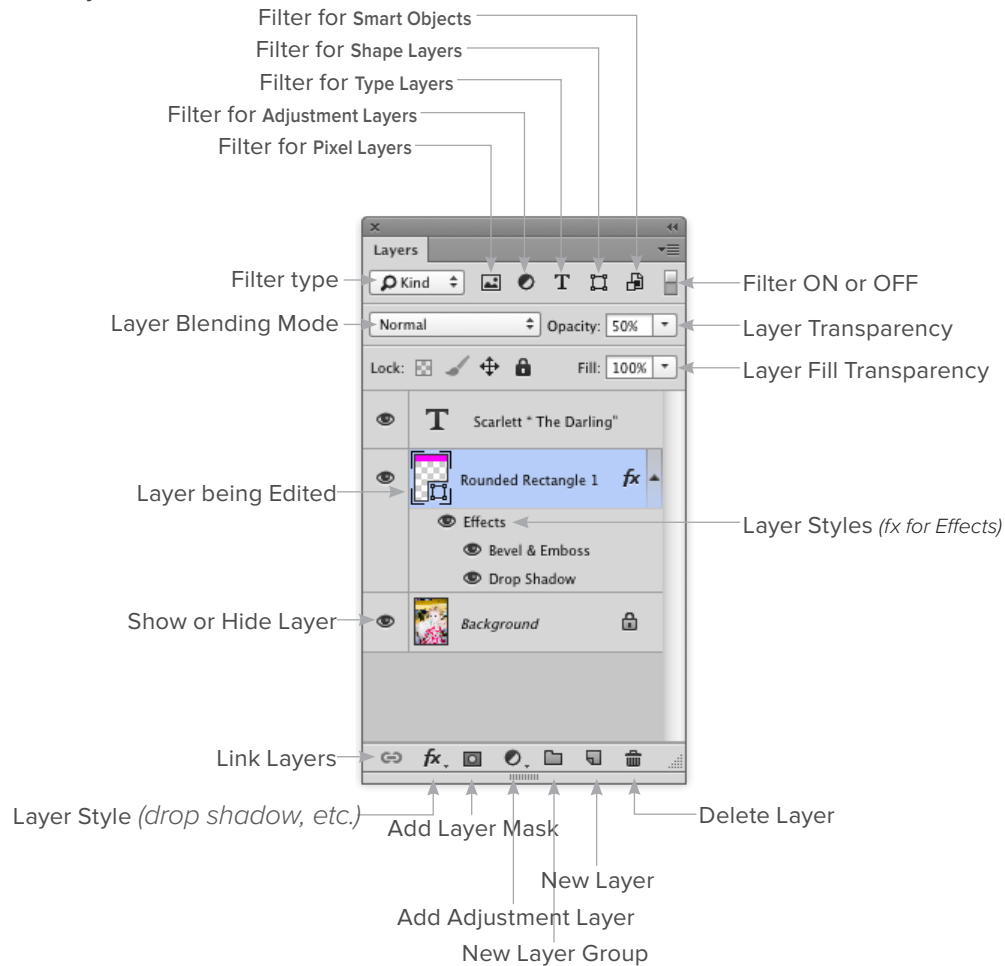 Filter for Smart Objects
Filter for Shape Layers
Filter for Type Layers
Filter for Adjustment Layers
Filter for Pixel Layers
Layers
Filter type
Kind
T
Filter ON or OFF
Layer Blending Mode
Normal
Opacity: 50%
Layer Transparency
Lock:
Fill: 100%
Layer Fill Transparency
T
Scarlett " The Darling"
Rounded Rectangle 1
fx
Layer being Edited
Effects
Layer Styles (fx for Effects)
Bevel & Emboss
Drop Shadow
Show or Hide Layer
Background
Link Layers
fx
Layer Style (drop shadow, etc.)
Add Layer Mask
Delete Layer
New Layer
Add Adjustment Layer
New Layer Group